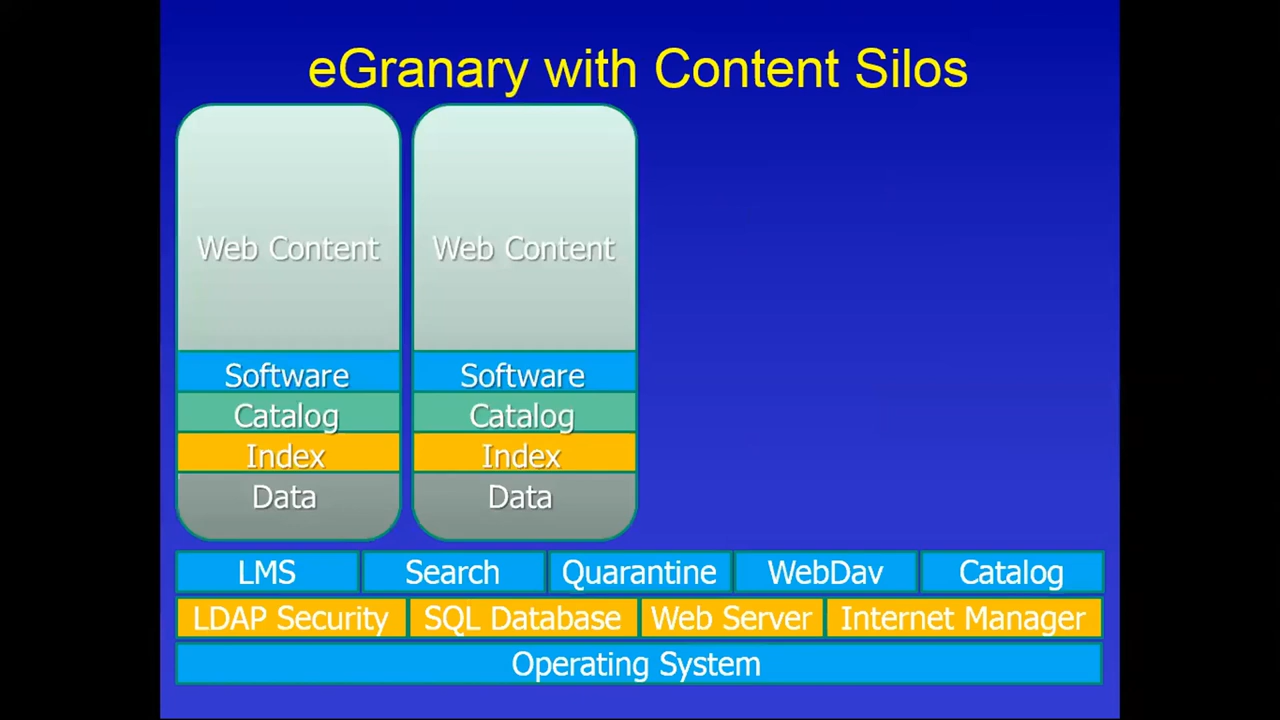 eGranary with Content Silos
Web Content Web Content
Software Software
Catalog Catalog
Index Index
Data Data
LMS Search Quarantine WebDav Catalog
LDAP Security SQL Database Web Server Internet Manager
Operating System